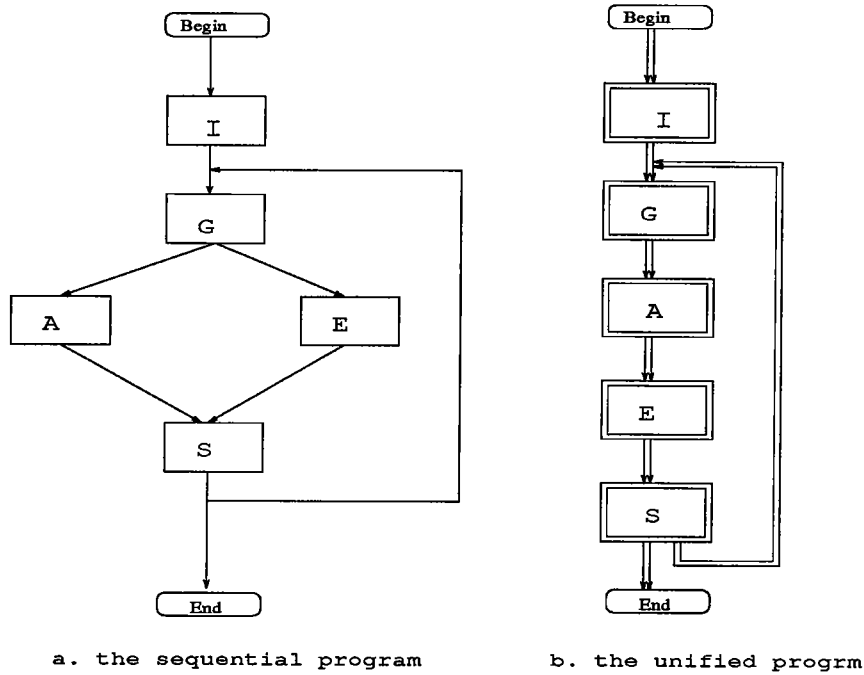 Begin
I
G
A
E
S
End
a. the sequential program
Begin
I
G
A
E
S
End
b. the unified progrm